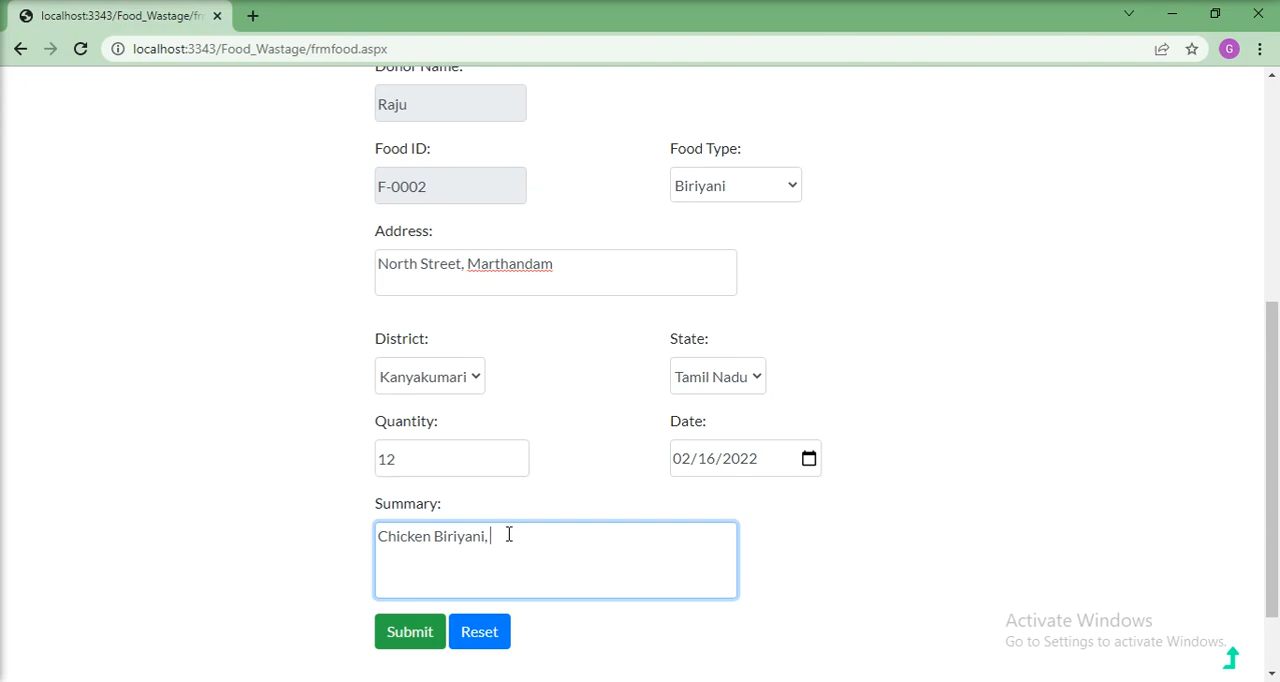 localhost:3343/Food_Wastage/fr
localhost:3343/Food_Wastage/frmfood.aspx
G
Donor Name:
Raju
Food ID:
Food Type:
F-0002
Biriyani
Address:
North Street, Marthandam
District:
State:
Kanyakumari
Tamil Nadu
Quantity:
Date:
12
02/16/2022
Summary:
Chicken Biriyani,
Submit
Reset
Activate Windows
Go to Settings to activate Windows.